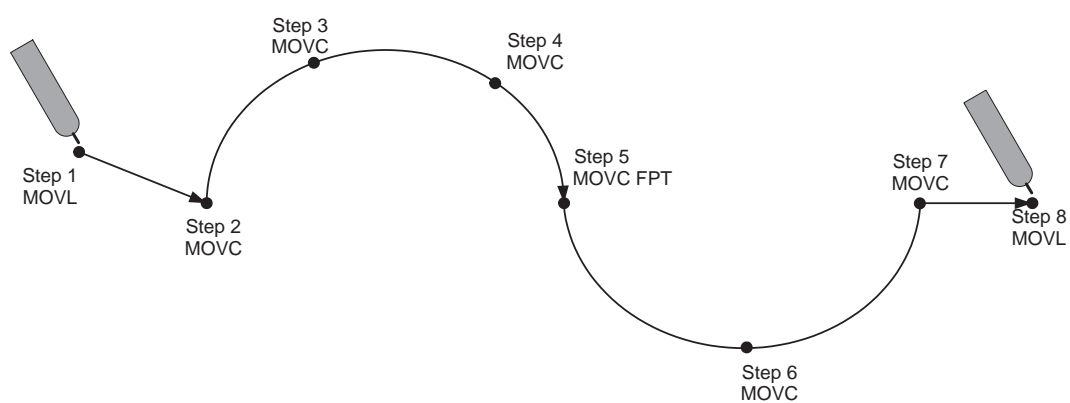 Step 1
MOVL
Step 2
MOVC
Step 3
MOVC
Step 4
MOVC
Step 5
MOVC FPT
Step 6
MOVC
Step 7
MOVC
Step 8
MOVL